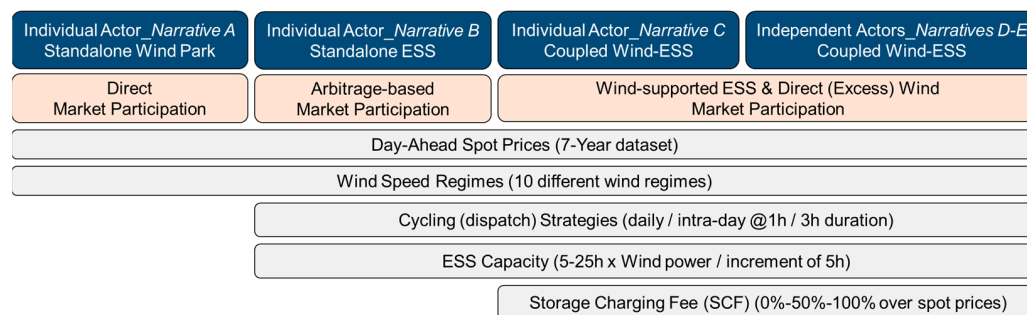 Individual Actor_Narrative A
Standalone Wind Park
Individual Actor_Narrative B
Standalone ESS
Individual Actor_Narrative C
Coupled Wind-ESS
Independent Actors_Narratives D-E
Coupled Wind-ESS
Direct
Market Participation
Arbitrage-based
Market Participation
Wind-supported ESS & Direct (Excess) Wind
Market Participation
Day-Ahead Spot Prices (7-Year dataset)
Wind Speed Regimes (10 different wind regimes)
Cycling (dispatch) Strategies (daily / intra-day @1h / 3h duration)
ESS Capacity (5-25h x Wind power / increment of 5h)
Storage Charging Fee (SCF) (0%-50%-100% over spot prices)